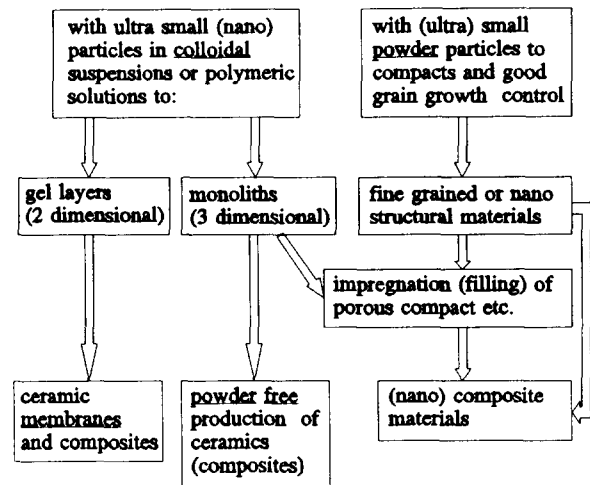 with ultra small (nano)
particles in colloidal
suspensions or polymeric
solutions to:
with (ultra) small
powder particles to
compacts and good
grain growth control
gel layers
(2 dimensional)
monoliths
(3 dimensional)
fine grained or nano
structural materials
impregnation (filling) of
porous compact etc.
ceramic
membranes
and composites
powder free
production of
ceramics
(composites)
(nano) composite
materials